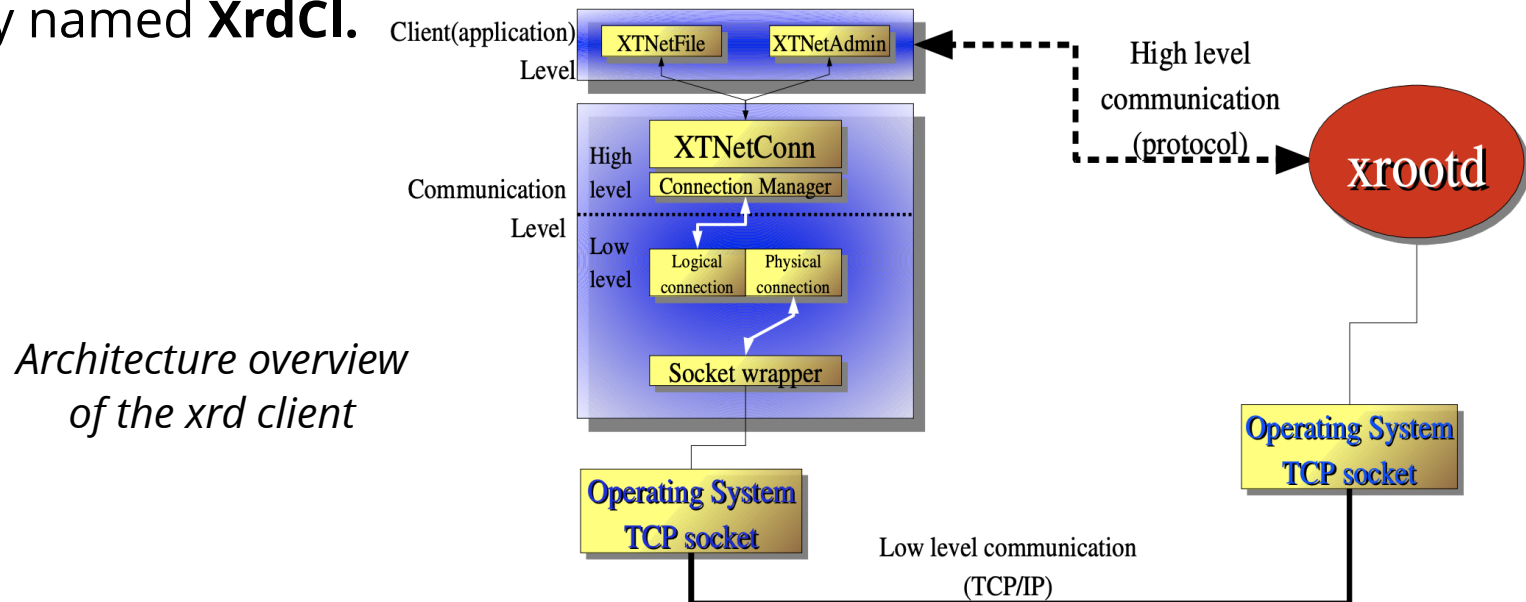 y named XrdCl.
Client(application)
Level
XTNetFile
XTNetAdmin
High level
communication
(protocol)
xrootd
Communication
Level
High
level
XTNetConn
Connection Manager
Low
level
Logical
connection
Physical
connection
Socket wrapper
Architecture overview
of the xrd client
Operating System
TCP socket
Operating System
TCP socket
Low level communication
(TCP/IP)